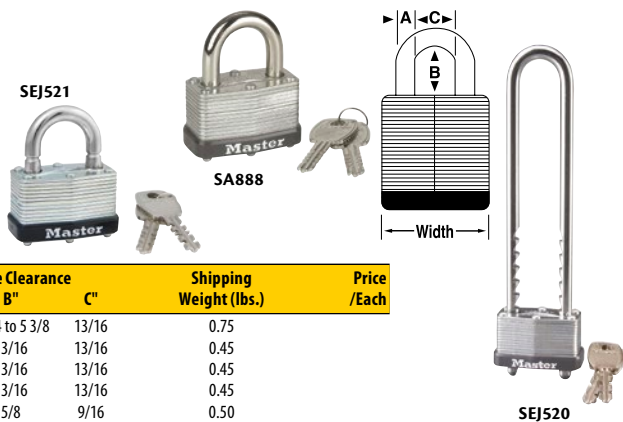 A C
SEJ521
B
Master
SA888
Master
Width
Clearance Shipping Price
B" C" Weight (lbs.) /Each
to 5 3/8 13/16 0.75
3/16 13/16 0.45
3/16 13/16 0.45
3/16 13/16 0.45
5/8 9/16 0.50
Master
SEJ520